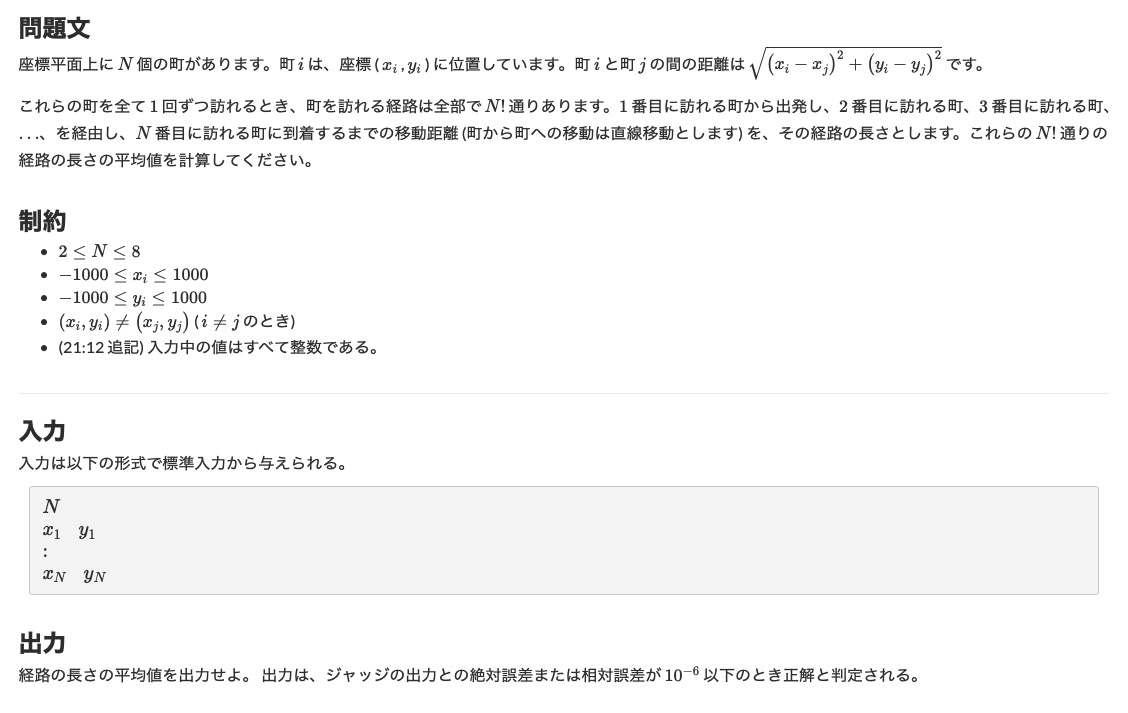 問題文
座標平面上に N 個の町があります。町 i は、座標 ( x_i , y_i ) に位置しています。町 i と町 j の間の距離は √((x_i − x_j)^2 + (y_i − y_j)^2) です。
これらの町を全て 1 回ずつ訪れるとき、町を訪れる経路は全部で N! 通りあります。1 番目に訪れる町から出発し、2 番目に訪れる町、3 番目に訪れる町、
…、を経由し、N 番目に訪れる町に到着するまでの移動距離 (町から町への移動は直線移動とします) を、その経路の長さとします。これらの N! 通りの
経路の長さの平均値を計算してください。
制約
• 2 ≤ N ≤ 8
• −1000 ≤ x_i ≤ 1000
• −1000 ≤ y_i ≤ 1000
• (x_i, y_i) ≠ (x_j, y_j) ( i ≠ j のとき)
• (21:12 追記) 入力中の値はすべて整数である。
入力
入力は以下の形式で標準入力から与えられる。
N
x_1 y_1
:
x_N y_N
出力
経路の長さの平均値を出力せよ。 出力は、ジャッジの出力との絶対誤差または相対誤差が 10^−6 以下のとき正解と判定される。